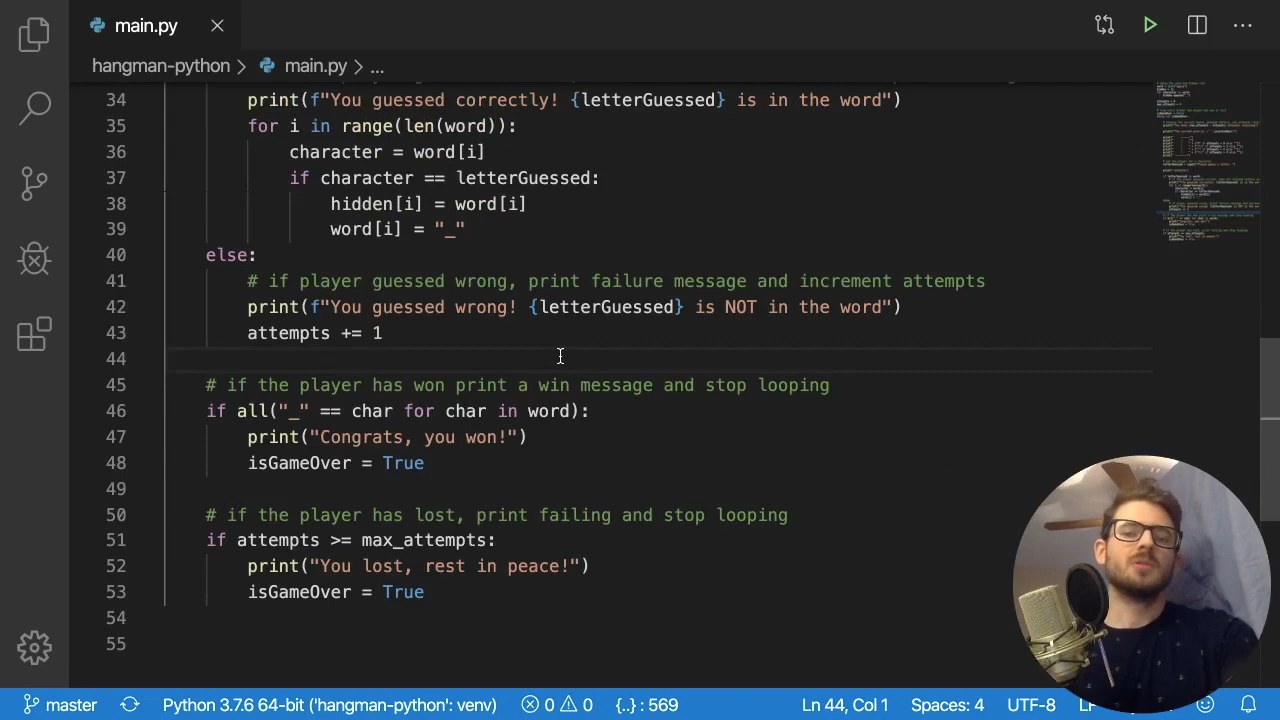 main.py
hangman-python > main.py > ...
34 print(f"You guessed correctly! {letterGuessed} is in the word")
35 for i in range(len(word)):
36 character = word[i]
37 if character == letterGuessed:
38 hidden[i] = word[i]
39 word[i] = "_"
40 else:
41 # if player guessed wrong, print failure message and increment attempts
42 print(f"You guessed wrong! {letterGuessed} is NOT in the word")
43 attempts += 1
44
45 # if the player has won print a win message and stop looping
46 if all("_" == char for char in word):
47 print("Congrats, you won!")
48 isGameOver = True
49
50 # if the player has lost, print failing and stop looping
51 if attempts >= max_attempts:
52 print("You lost, rest in peace!")
53 isGameOver = True
54
55
master Python 3.7.6 64-bit ('hangman-python': venv) 0 0 {..} : 569 Ln 44, Col 1 Spaces: 4 UTF-8